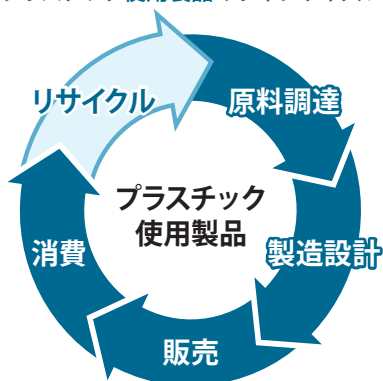 リサイクル
原料調達
プラスチック
使用製品
消費
製造設計
販売